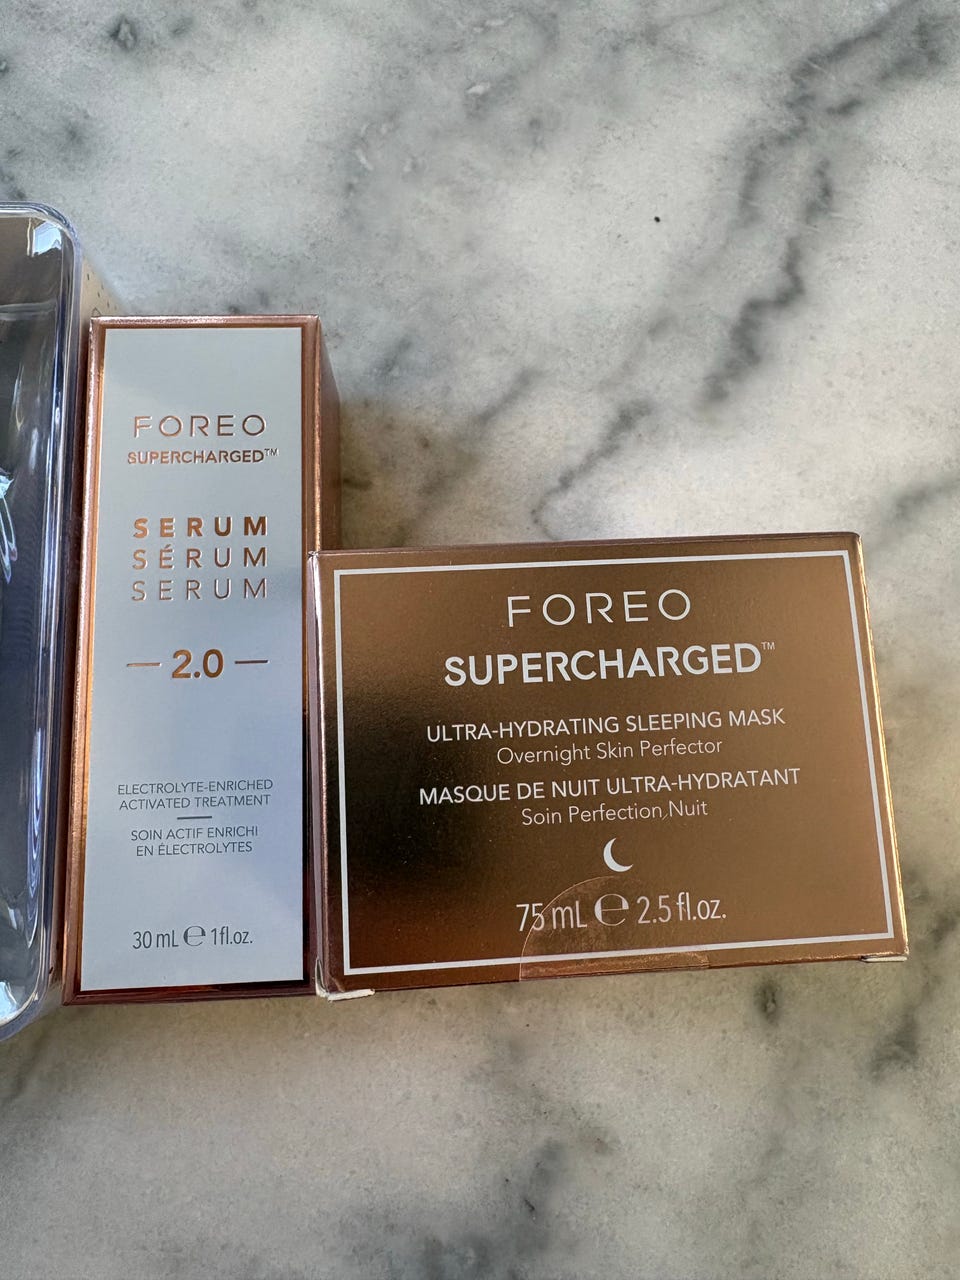 FOREO
SUPERCHARGED™
SERUM
SÉRUM
SERUM
— 2.0 —
ELECTROLYTE-ENRICHED
ACTIVATED TREATMENT
SOIN ACTIF ENRICHI
EN ÉLECTROLYTES
30 mL ℮ 1 fl.oz.
FOREO
SUPERCHARGED™
ULTRA-HYDRATING SLEEPING MASK
Overnight Skin Perfector
MASQUE DE NUIT ULTRA-HYDRATANT
Soin Perfection Nuit
75 mL ℮ 2.5 fl.oz.